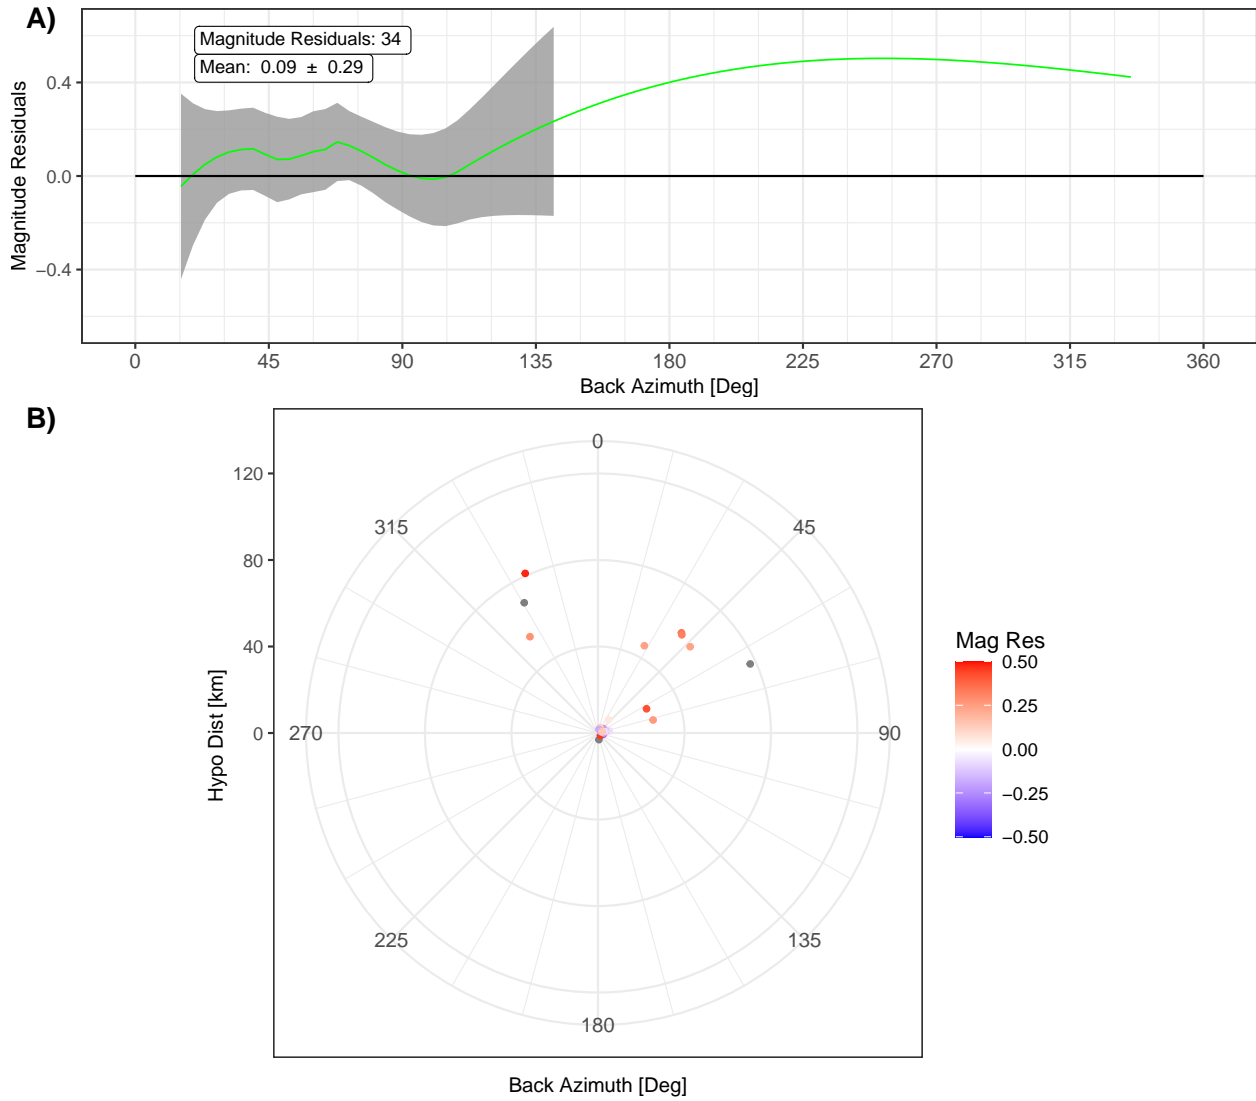 A)
Magnitude Residuals: 34
Mean:  0.09  ±  0.29
Magnitude Residuals
0.4
0.0
−0.4
0 45 90 135 180 225 270 315 360
Back Azimuth [Deg]
B)
Hypo Dist [km]
120
80
40
0
0
45
90
135
180
225
270
315
Back Azimuth [Deg]
Mag Res
0.50
0.25
0.00
−0.25
−0.50